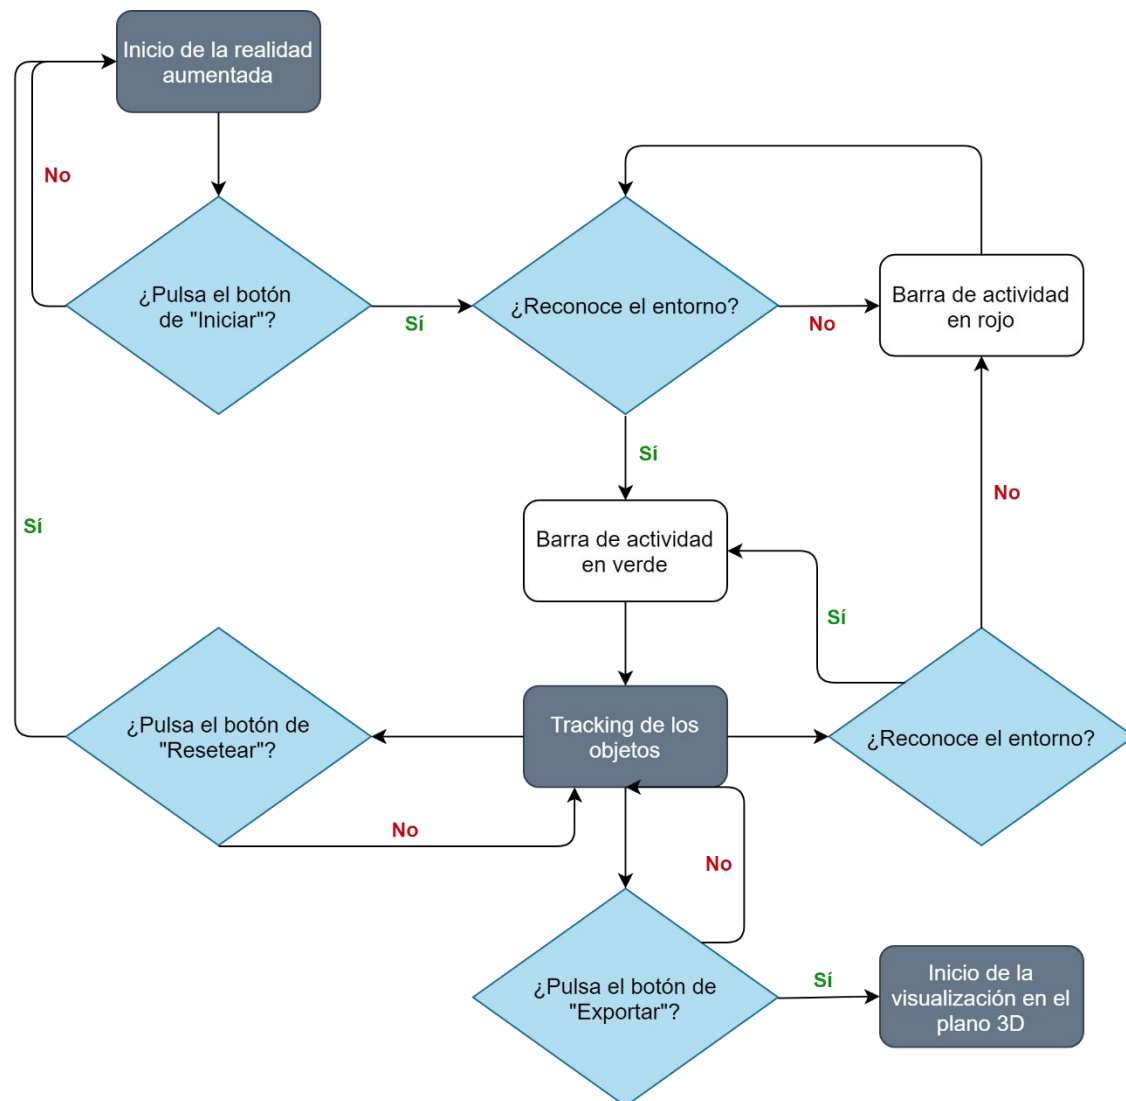 Inicio de la realidad
aumentada
No
¿Pulsa el botón
de "Iniciar"?
Sí
¿Reconoce el entorno?
No
Barra de actividad
en rojo
Sí
Barra de actividad
en verde
No
Sí
Sí
¿Pulsa el botón de
"Resetear"?
No
Tracking de los
objetos
¿Reconoce el entorno?
No
¿Pulsa el botón de
"Exportar"?
Sí
Inicio de la
visualización en el
plano 3D